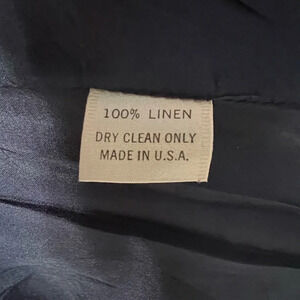 100% LINEN
DRY CLEAN ONLY
MADE IN U.S.A.